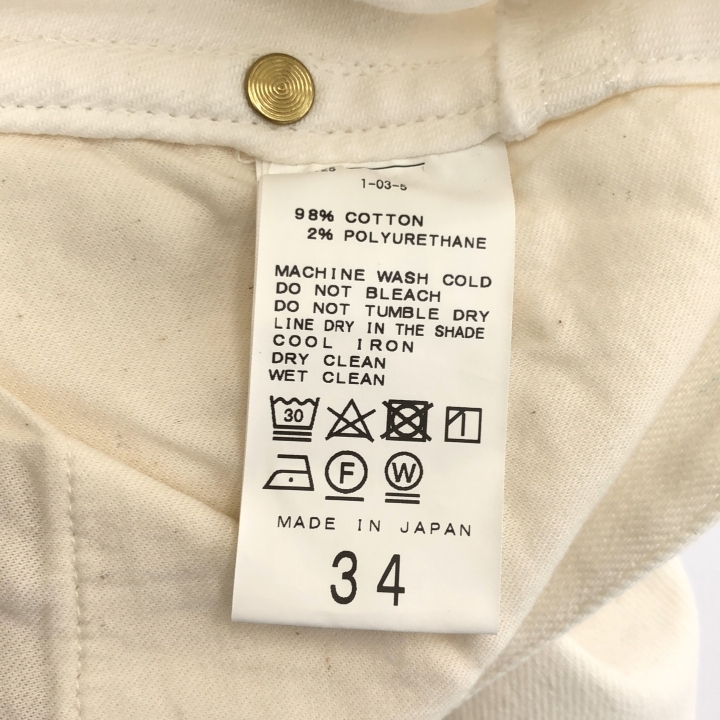 1-03-5
98% COTTON
2% POLYURETHANE
MACHINE WASH COLD
DO NOT BLEACH
DO NOT TUMBLE DRY
LINE DRY IN THE SHADE
COOL IRON
DRY CLEAN
WET CLEAN
30
F W
MADE IN JAPAN
34